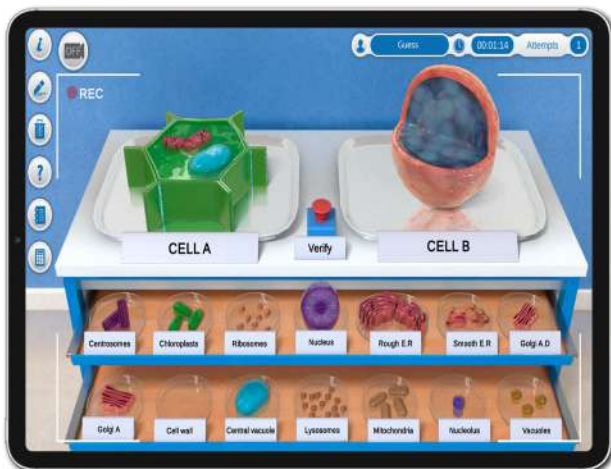 i
OFF
Guess
00:01:14
Attempts
1
REC
?
CELL A
Verify
CELL B
Centrosomes
Chloroplasts
Ribosomes
Nucleus
Rough E.R
Smooth E.R
Golgi A.D
Golgi A
Cell wall
Central vacuole
Lysosomes
Mitochondria
Nucleolus
Vacuoles